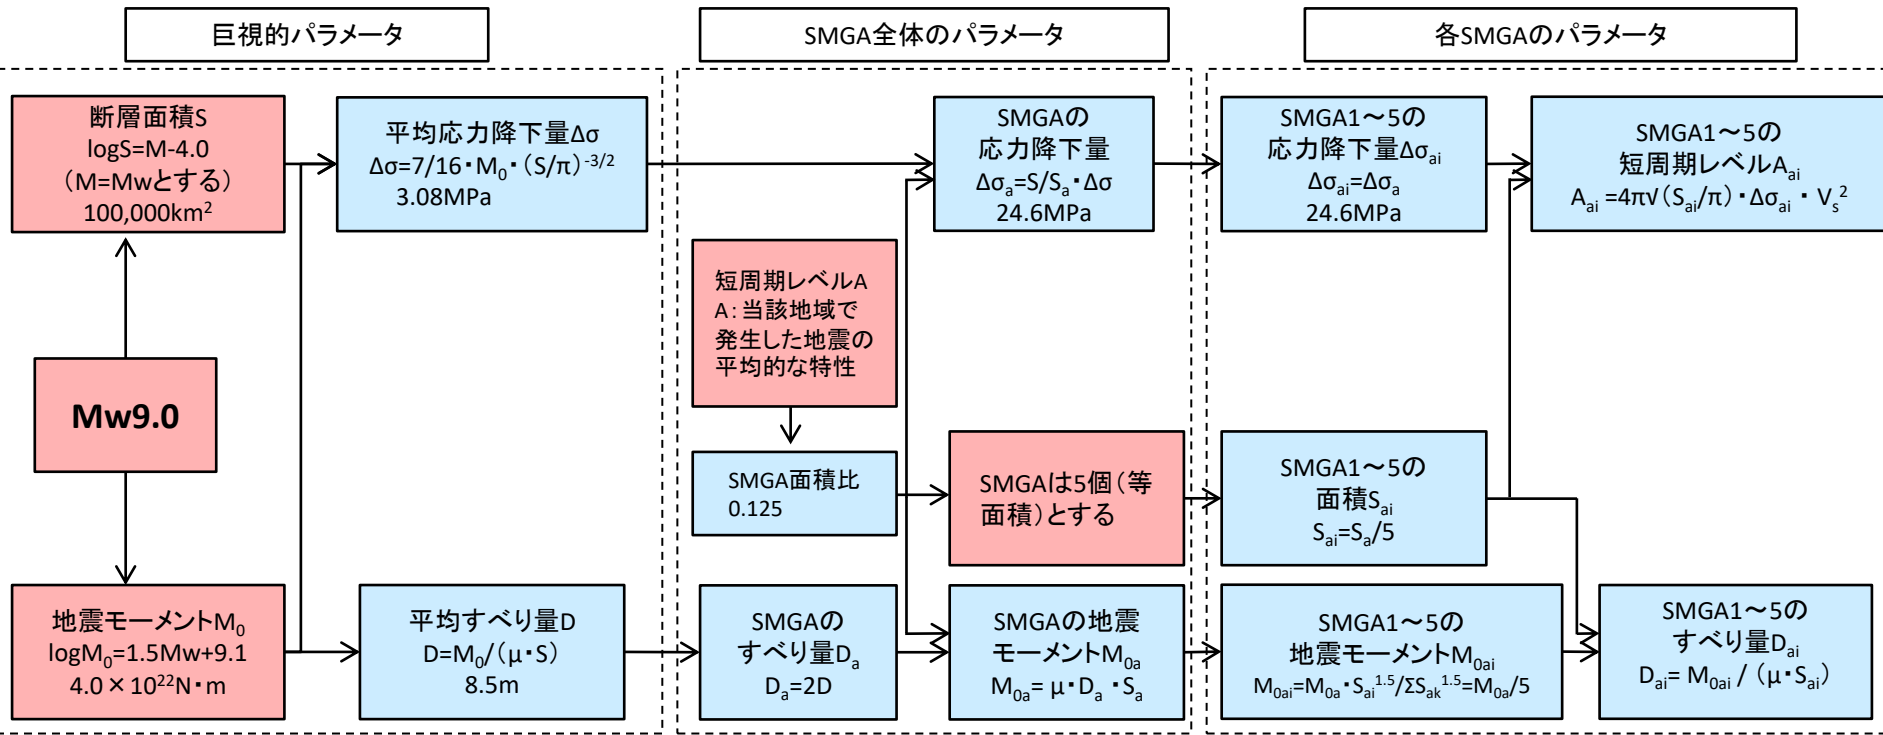 巨視的パラメータ
断層面積S
logS=M-4.0
（M=Mwとする）
100,000km²
平均応力降下量Δσ
Δσ=7/16・M₀・（S/π）⁻³ᐟ²
3.08MPa
Mw9.0
地震モーメントM₀
logM₀=1.5Mw+9.1
4.0×10²²N・m
平均すべり量D
D=M₀/（μ・S）
8.5m
SMGA全体のパラメータ
SMGAの
応力降下量
Δσₐ=S/Sₐ・Δσ
24.6MPa
短周期レベルA
A：当該地域で
発生した地震の
平均的な特性
SMGA面積比
0.125
SMGAは5個（等
面積）とする
SMGAの
すべり量Dₐ
Dₐ=2D
SMGAの地震
モーメントM₀ₐ
M₀ₐ= μ・Dₐ ・Sₐ
各SMGAのパラメータ
SMGA1～5の
応力降下量Δσₐᵢ
Δσₐᵢ=Δσₐ
24.6MPa
SMGA1～5の
短周期レベルAₐᵢ
Aₐᵢ =4π√（Sₐᵢ/π）・Δσₐᵢ ・ Vₛ²
SMGA1～5の
面積Sₐᵢ
Sₐᵢ=Sₐ/5
SMGA1～5の
地震モーメントM₀ₐᵢ
M₀ₐᵢ=M₀ₐ・Sₐᵢ¹·⁵/ΣSₐₖ¹·⁵=M₀ₐ/5
SMGA1～5の
すべり量Dₐᵢ
Dₐᵢ= M₀ₐᵢ /（μ・Sₐᵢ）